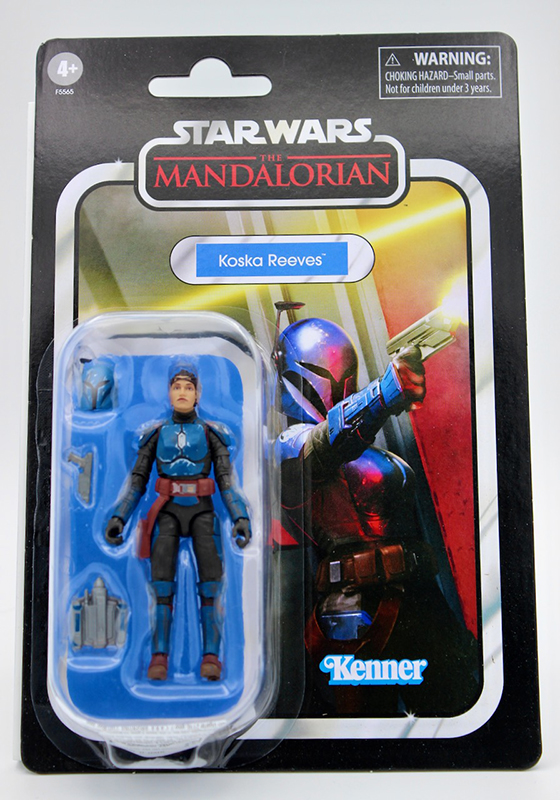 4+
F5565
⚠ WARNING:
CHOKING HAZARD–Small parts.
Not for children under 3 years.
STAR WARS
THE
MANDALORIAN
Koska Reeves™
Kenner